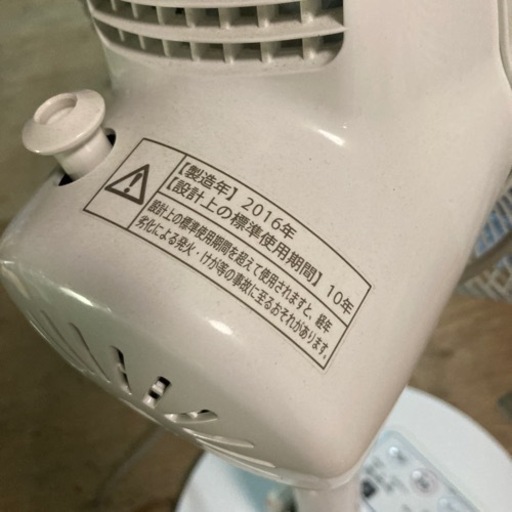 【製造年】2016年
【設計上の標準使用期間】10年
設計上の標準使用期間を超えて使用されますと、経年
劣化による発火・けが等の事故に至るおそれがあります。